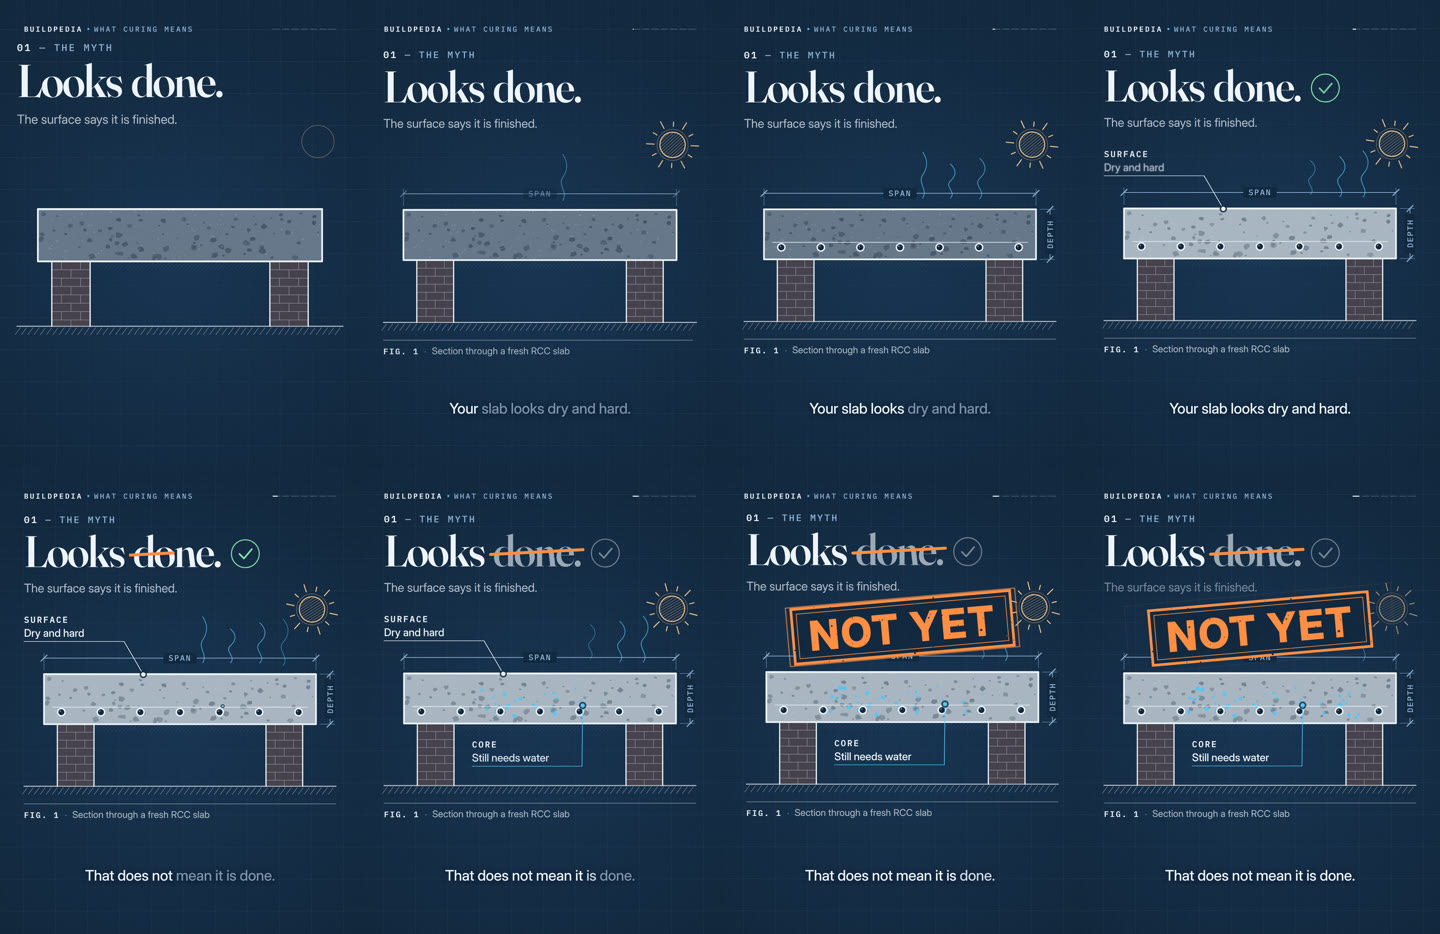 BUILDPEDIA • WHAT CURING MEANS
01 — THE MYTH
Looks done.
The surface says it is finished.
BUILDPEDIA • WHAT CURING MEANS
01 — THE MYTH
Looks done.
The surface says it is finished.
SPAN
FIG. 1 · Section through a fresh RCC slab
Your slab looks dry and hard.
BUILDPEDIA • WHAT CURING MEANS
01 — THE MYTH
Looks done.
The surface says it is finished.
SPAN
DEPTH
FIG. 1 · Section through a fresh RCC slab
Your slab looks dry and hard.
BUILDPEDIA • WHAT CURING MEANS
01 — THE MYTH
Looks done.
The surface says it is finished.
SURFACE
Dry and hard
SPAN
DEPTH
FIG. 1 · Section through a fresh RCC slab
Your slab looks dry and hard.
BUILDPEDIA • WHAT CURING MEANS
01 — THE MYTH
Looks done.
The surface says it is finished.
SURFACE
Dry and hard
SPAN
DEPTH
FIG. 1 · Section through a fresh RCC slab
That does not mean it is done.
BUILDPEDIA • WHAT CURING MEANS
01 — THE MYTH
Looks done.
The surface says it is finished.
SURFACE
Dry and hard
SPAN
DEPTH
CORE
Still needs water
FIG. 1 · Section through a fresh RCC slab
That does not mean it is done.
BUILDPEDIA • WHAT CURING MEANS
01 — THE MYTH
Looks done.
The surface says it is finished.
NOT YET
SPAN
DEPTH
CORE
Still needs water
FIG. 1 · Section through a fresh RCC slab
That does not mean it is done.
BUILDPEDIA • WHAT CURING MEANS
01 — THE MYTH
Looks done.
The surface says it is finished.
NOT YET
SPAN
DEPTH
CORE
Still needs water
FIG. 1 · Section through a fresh RCC slab
That does not mean it is done.